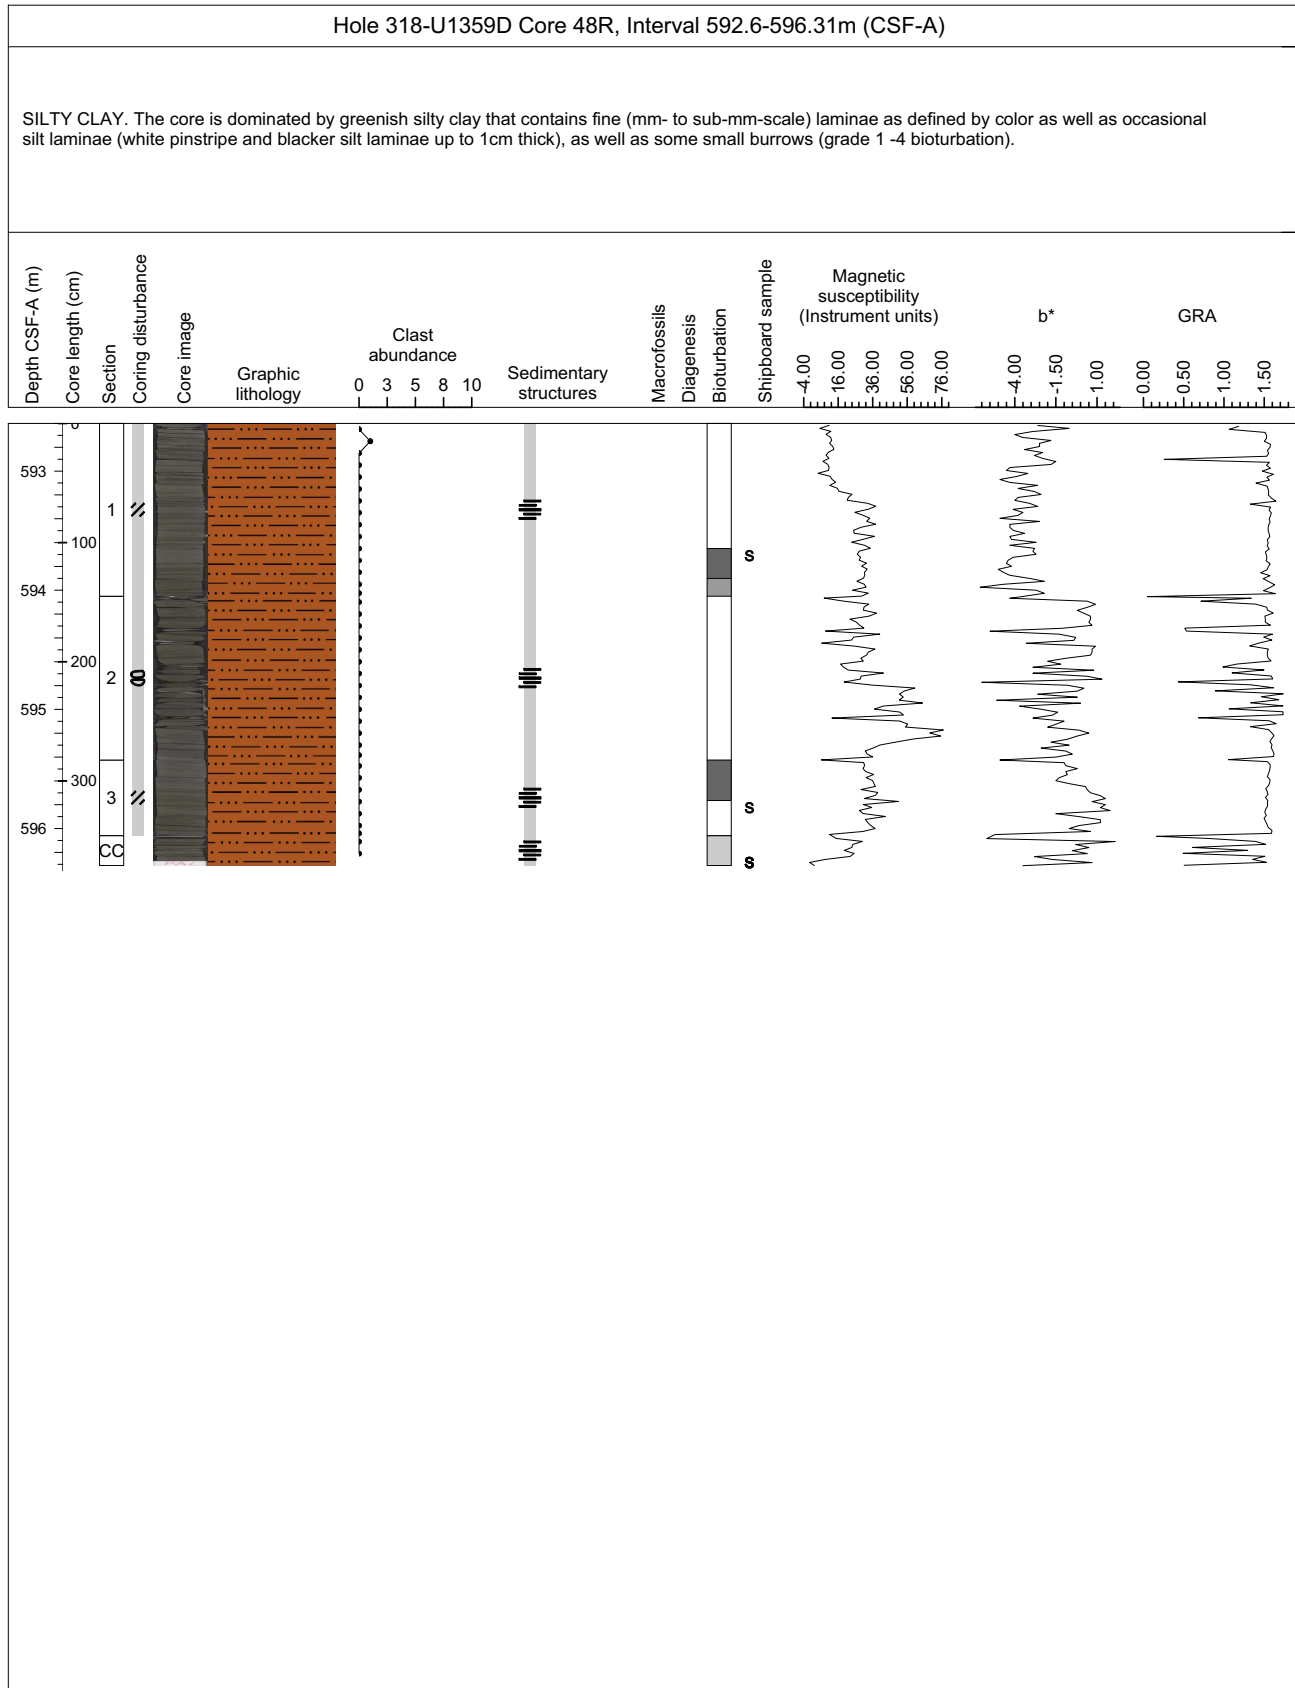 Hole 318-U1359D Core 48R, Interval 592.6-596.31m (CSF-A)
SILTY CLAY. The core is dominated by greenish silty clay that contains fine (mm- to sub-mm-scale) laminae as defined by color as well as occasional
silt laminae (white pinstripe and blacker silt laminae up to 1cm thick), as well as some small burrows (grade 1 -4 bioturbation).
Depth CSF-A (m)
Core length (cm)
Section
Coring disturbance
Core image
Graphic
lithology
Clast
abundance
0 3 5 8 10
Sedimentary
structures
Macrofossils
Diagenesis
Bioturbation
Shipboard sample
Magnetic
susceptibility
(Instrument units)
-4.00 16.00 36.00 56.00 76.00
b*
-4.00 -1.50 1.00
GRA
0.00 0.50 1.00 1.50
0
593
1
100
S
594
200
2
595
300
3
S
596
CC
S